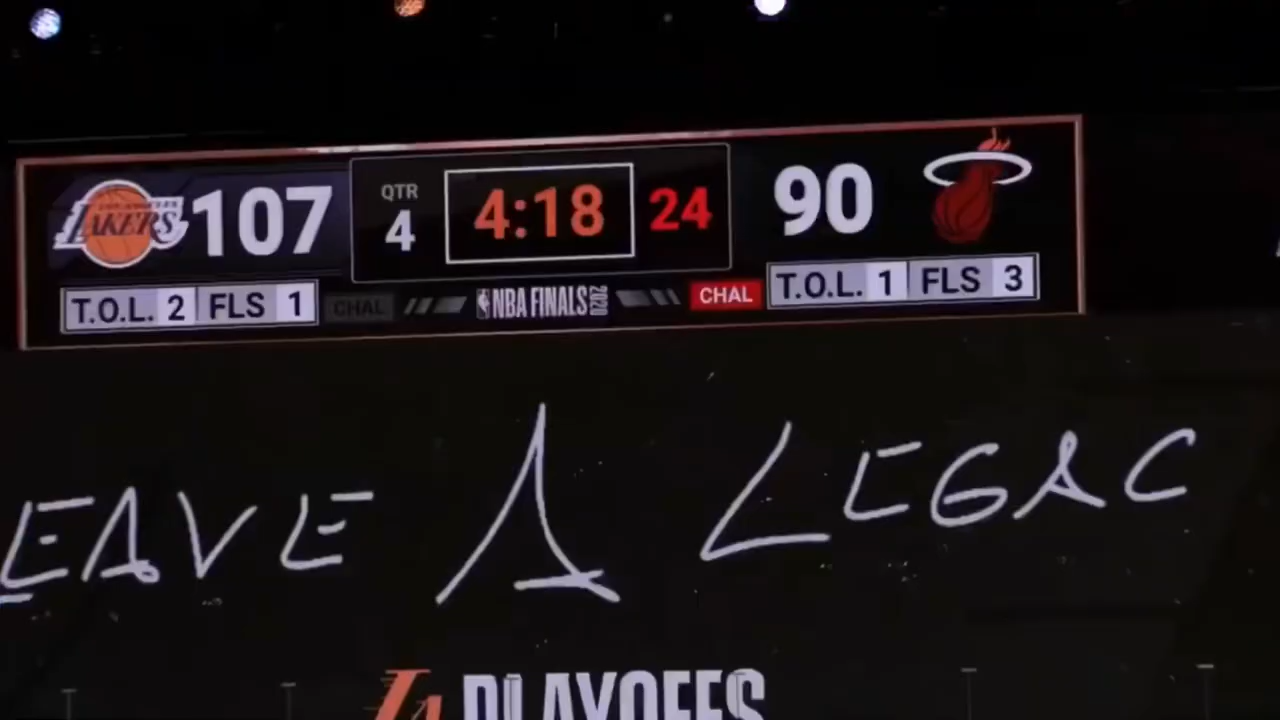 LAKERS 107 QTR 4 4:18 24 90
T.O.L. 2 FLS 1 CHAL NBA FINALS 2020 CHAL T.O.L. 1 FLS 3
EAVE A LEGAC
PLAYOFFS